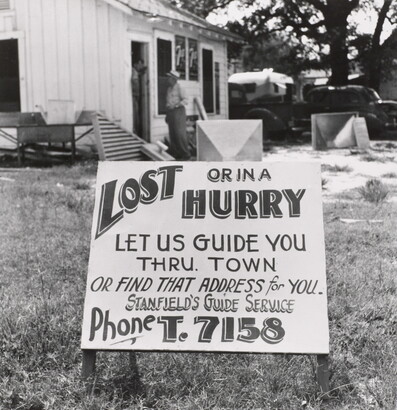 LOST OR IN A
HURRY
LET US GUIDE YOU
THRU. TOWN
OR FIND THAT ADDRESS for YOU.
STANFIELD'S GUIDE SERVICE
Phone T. 7158